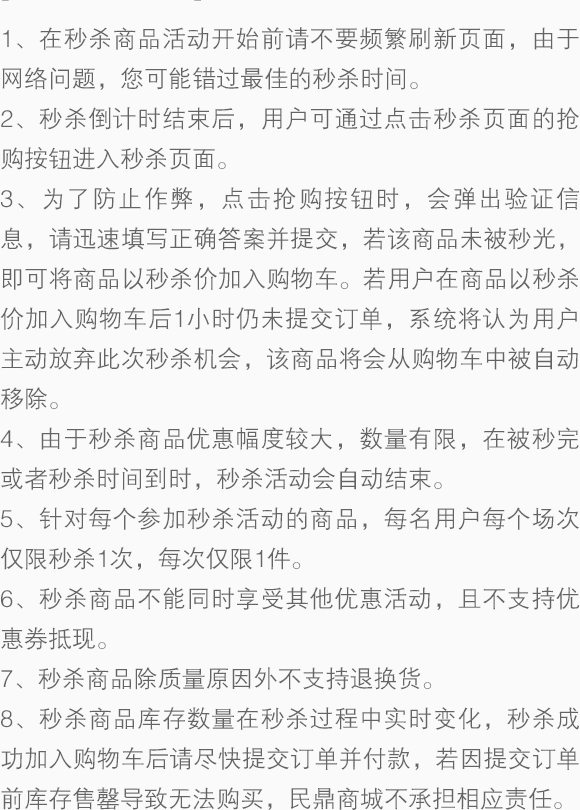 1、在秒杀商品活动开始前请不要频繁刷新页面，由于
网络问题，您可能错过最佳的秒杀时间。
2、秒杀倒计时结束后，用户可通过点击秒杀页面的抢
购按钮进入秒杀页面。
3、为了防止作弊，点击抢购按钮时，会弹出验证信
息，请迅速填写正确答案并提交，若该商品未被秒光，
即可将商品以秒杀价加入购物车。若用户在商品以秒杀
价加入购物车后1小时仍未提交订单，系统将认为用户
主动放弃此次秒杀机会，该商品将会从购物车中被自动
移除。
4、由于秒杀商品优惠幅度较大，数量有限，在被秒完
或者秒杀时间到时，秒杀活动会自动结束。
5、针对每个参加秒杀活动的商品，每名用户每个场次
仅限秒杀1次，每次仅限1件。
6、秒杀商品不能同时享受其他优惠活动，且不支持优
惠券抵现。
7、秒杀商品除质量原因外不支持退换货。
8、秒杀商品库存数量在秒杀过程中实时变化，秒杀成
功加入购物车后请尽快提交订单并付款，若因提交订单
前库存售罄导致无法购买，民鼎商城不承担相应责任。